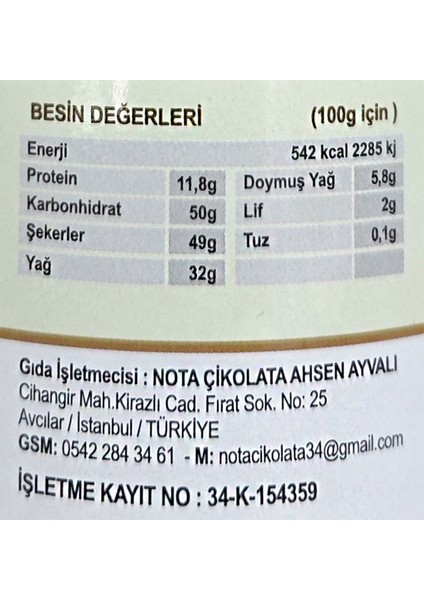 BESİN DEĞERLERİ (100g için )
Enerji 542 kcal 2285 kj
Protein 11,8g Doymuş Yağ 5,8g
Karbonhidrat 50g Lif 2g
Şekerler 49g Tuz 0,1g
Yağ 32g
Gıda İşletmecisi : NOTA ÇİKOLATA AHSEN AYVALI
Cihangir Mah.Kirazlı Cad. Fırat Sok. No: 25
Avcılar / İstanbul / TÜRKİYE
GSM: 0542 284 34 61 - M: notacikolata34@gmail.com
İŞLETME KAYIT NO : 34-K-154359